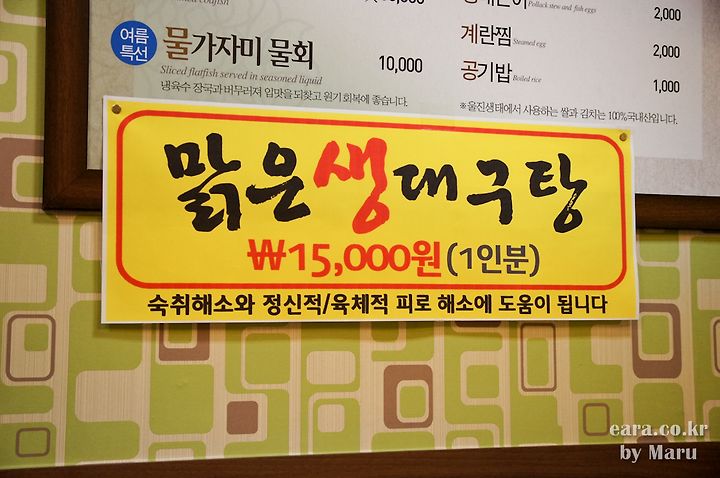 여름
특선
물가자미 물회 10,000
Sliced flatfish served in seasoned liquid
냉육수 장국과 버무러져 입맛을 되찾고 원기 회복에 좋습니다.
Pollack stew and fish eggs
2,000
계란찜 Steamed egg 2,000
공기밥 Boiled rice 1,000
※울진생태에서 사용하는 쌀과 김치는 100%국내산입니다.
맑은생대구탕
₩15,000원(1인분)
숙취해소와 정신적/육체적 피로 해소에 도움이 됩니다
eara.co.kr
by Maru